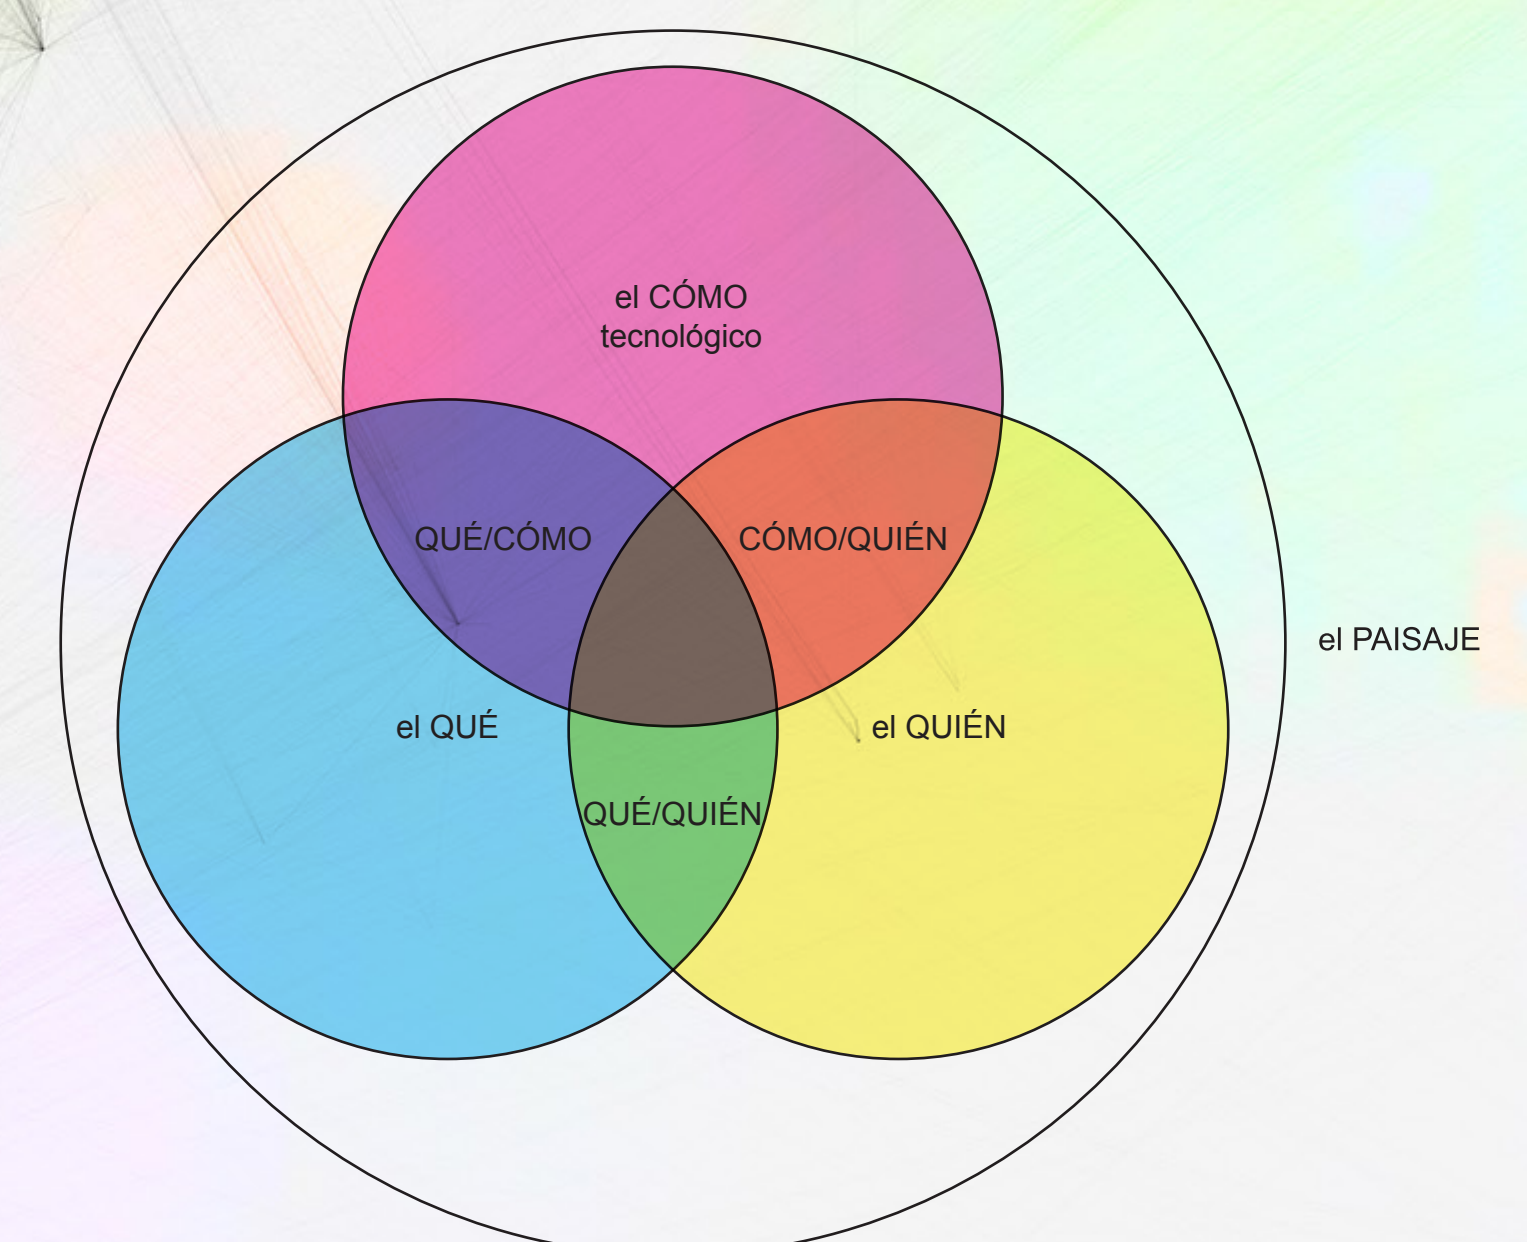 el CÓMO
tecnológico
QUÉ/CÓMO
CÓMO/QUIÉN
el PAISAJE
el QUÉ
el QUIÉN
QUÉ/QUIÉN